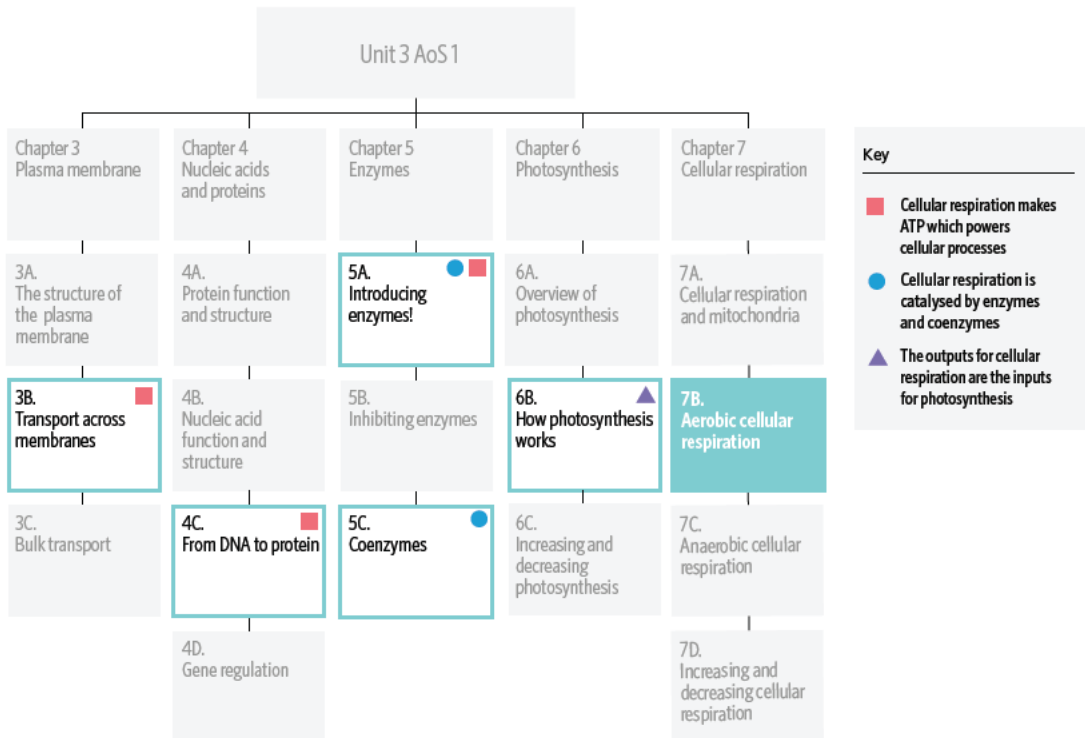 Unit 3 AoS 1
Chapter 3
Plasma membrane
Chapter 4
Nucleic acids
and proteins
Chapter 5
Enzymes
Chapter 6
Photosynthesis
Chapter 7
Cellular respiration
3A.
The structure of
the plasma
membrane
4A.
Protein function
and structure
5A.
Introducing
enzymes!
6A.
Overview of
photosynthesis
7A.
Cellular respiration
and mitochondria
3B.
Transport across
membranes
4B.
Nucleic acid
function and
structure
5B.
Inhibiting enzymes
6B.
How photosynthesis
works
7B.
Aerobic cellular
respiration
3C.
Bulk transport
4C.
From DNA to protein
5C.
Coenzymes
6C.
Increasing and
decreasing
photosynthesis
7C.
Anaerobic cellular
respiration
4D.
Gene regulation
7D.
Increasing and
decreasing cellular
respiration
Key
Cellular respiration makes
ATP which powers
cellular processes
Cellular respiration is
catalysed by enzymes
and coenzymes
The outputs for cellular
respiration are the inputs
for photosynthesis